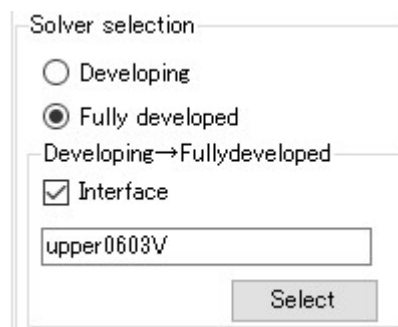 Solver selection
Developing
Fully developed
Developing→Fullydeveloped
Interface
upper0603V
Select